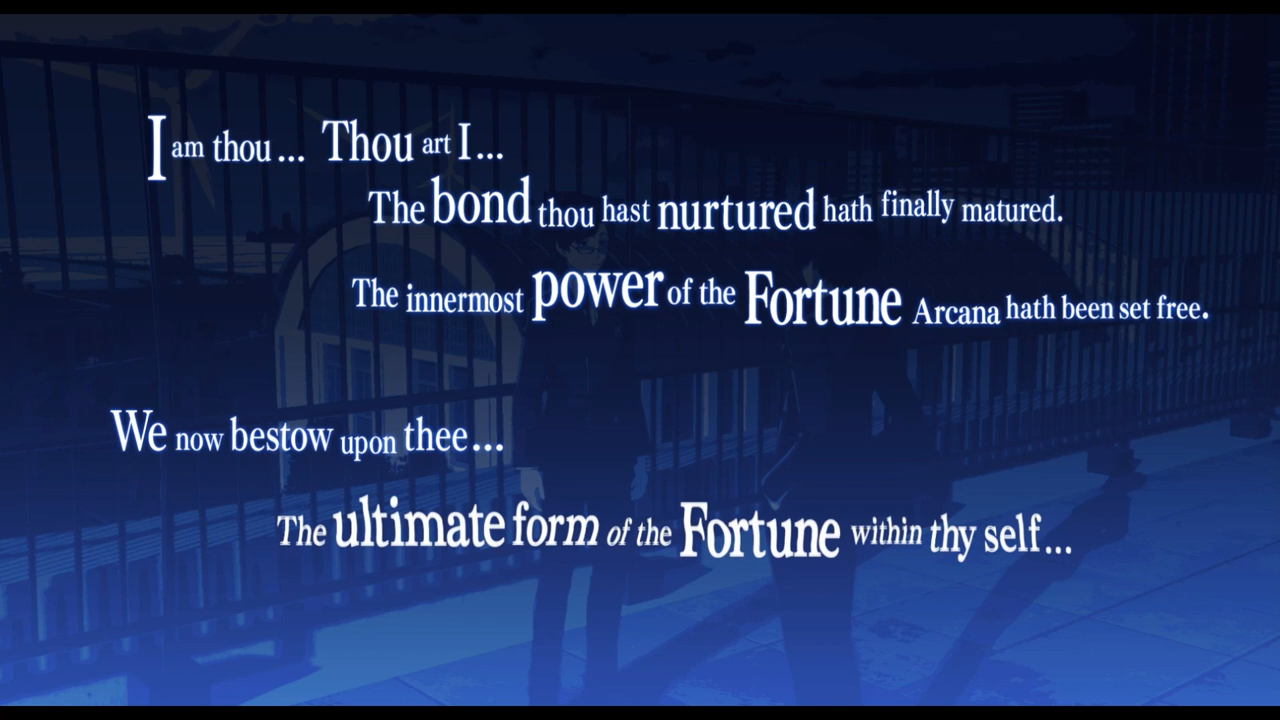 I am thou... Thou art I...
The bond thou hast nurtured hath finally matured.
The innermost power of the Fortune Arcana hath been set free.
We now bestow upon thee...
The ultimate form of the Fortune within thy self...